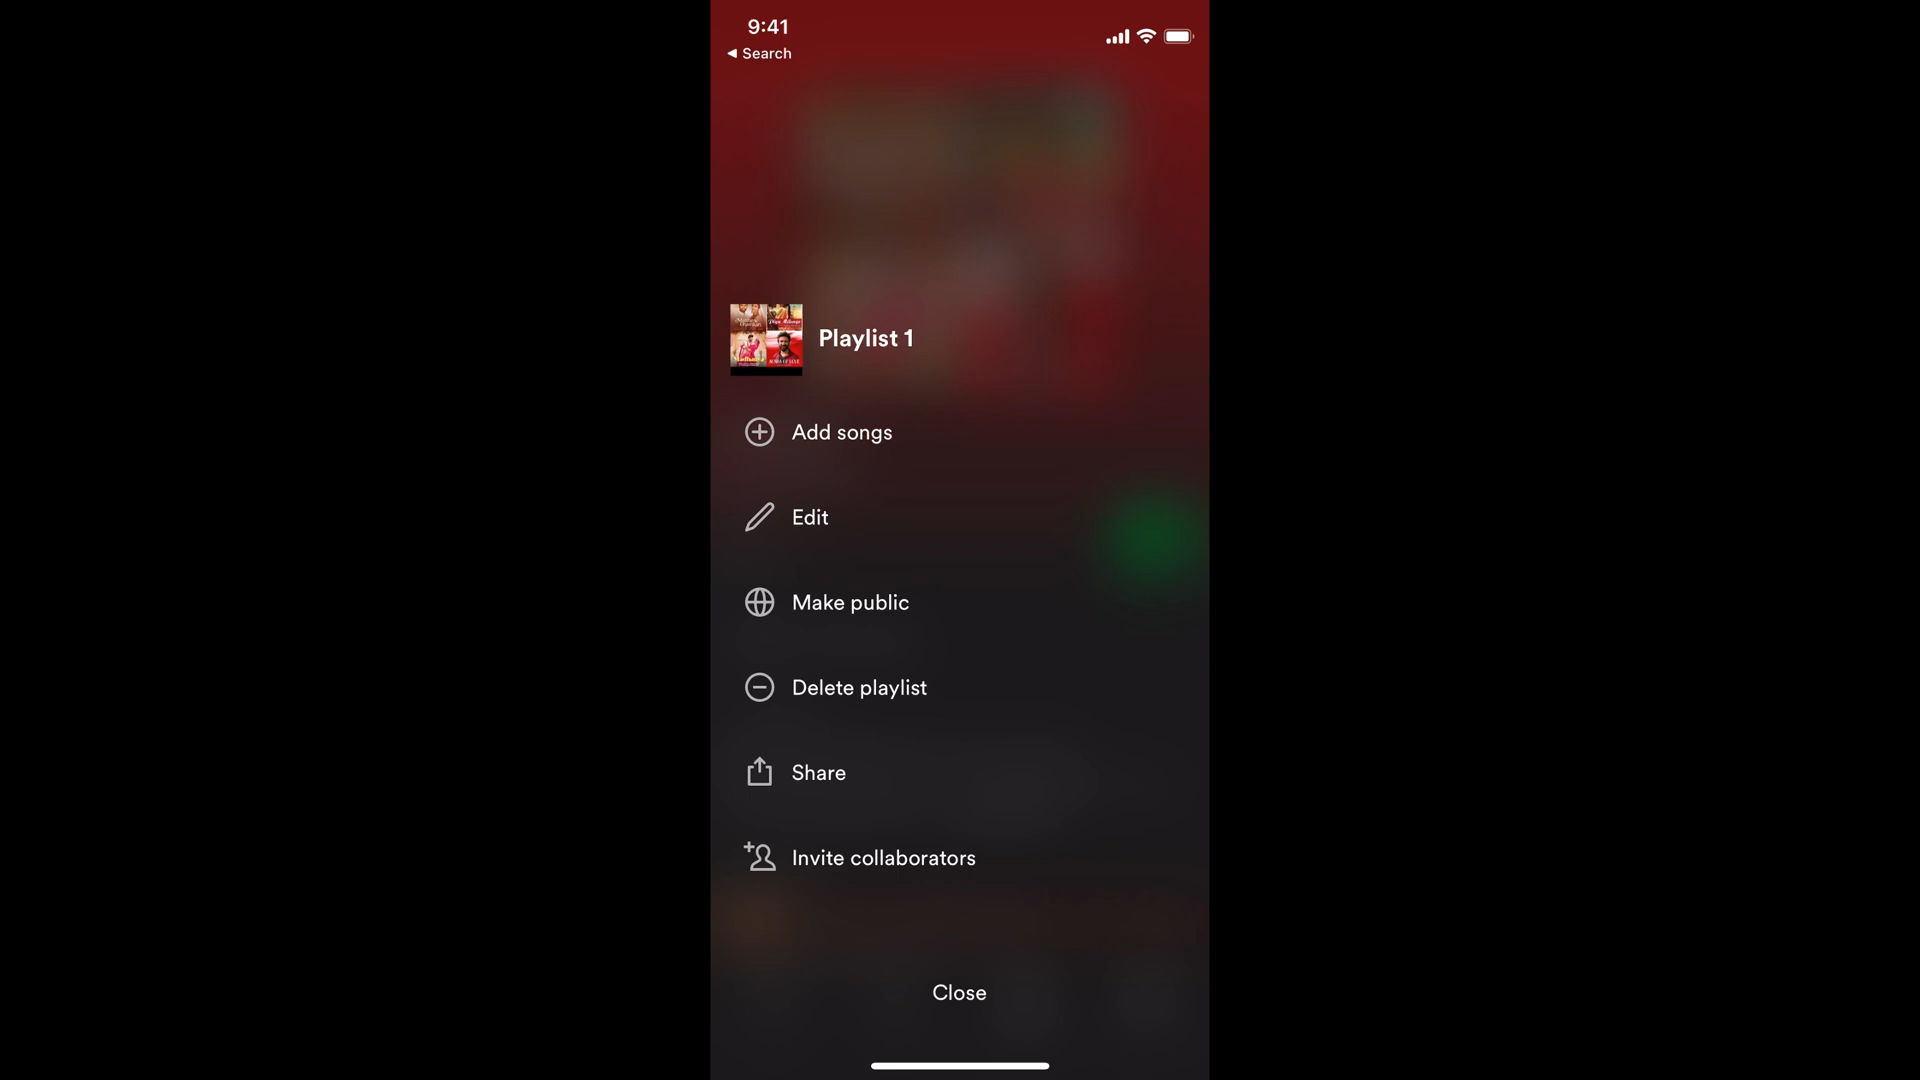 9:41
Search
Playlist 1
Add songs
Edit
Make public
Delete playlist
Share
Invite collaborators
Close